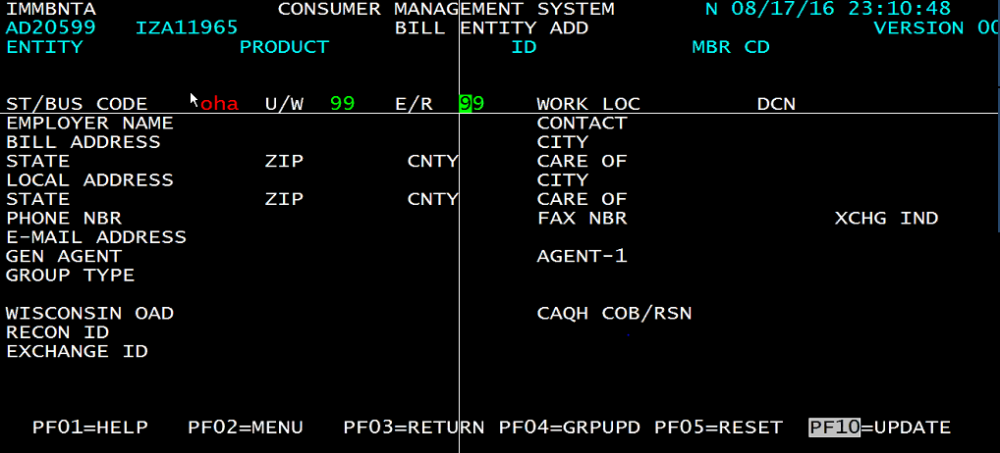 IMMBNTA CONSUMER MANAGEMENT SYSTEM N 08/17/16 23:10:48
AD20599 IZA11965 BILL ENTITY ADD VERSION 00
ENTITY PRODUCT ID MBR CD
ST/BUS CODE oha U/W 99 E/R 99 WORK LOC DCN
EMPLOYER NAME CONTACT
BILL ADDRESS CITY
STATE ZIP CNTY CARE OF
LOCAL ADDRESS CITY
STATE ZIP CNTY CARE OF
PHONE NBR FAX NBR XCHG IND
E-MAIL ADDRESS
GEN AGENT AGENT-1
GROUP TYPE
WISCONSIN OAD CAQH COB/RSN
RECON ID
EXCHANGE ID
PF01=HELP PF02=MENU PF03=RETURN PF04=GRPUPD PF05=RESET PF10=UPDATE